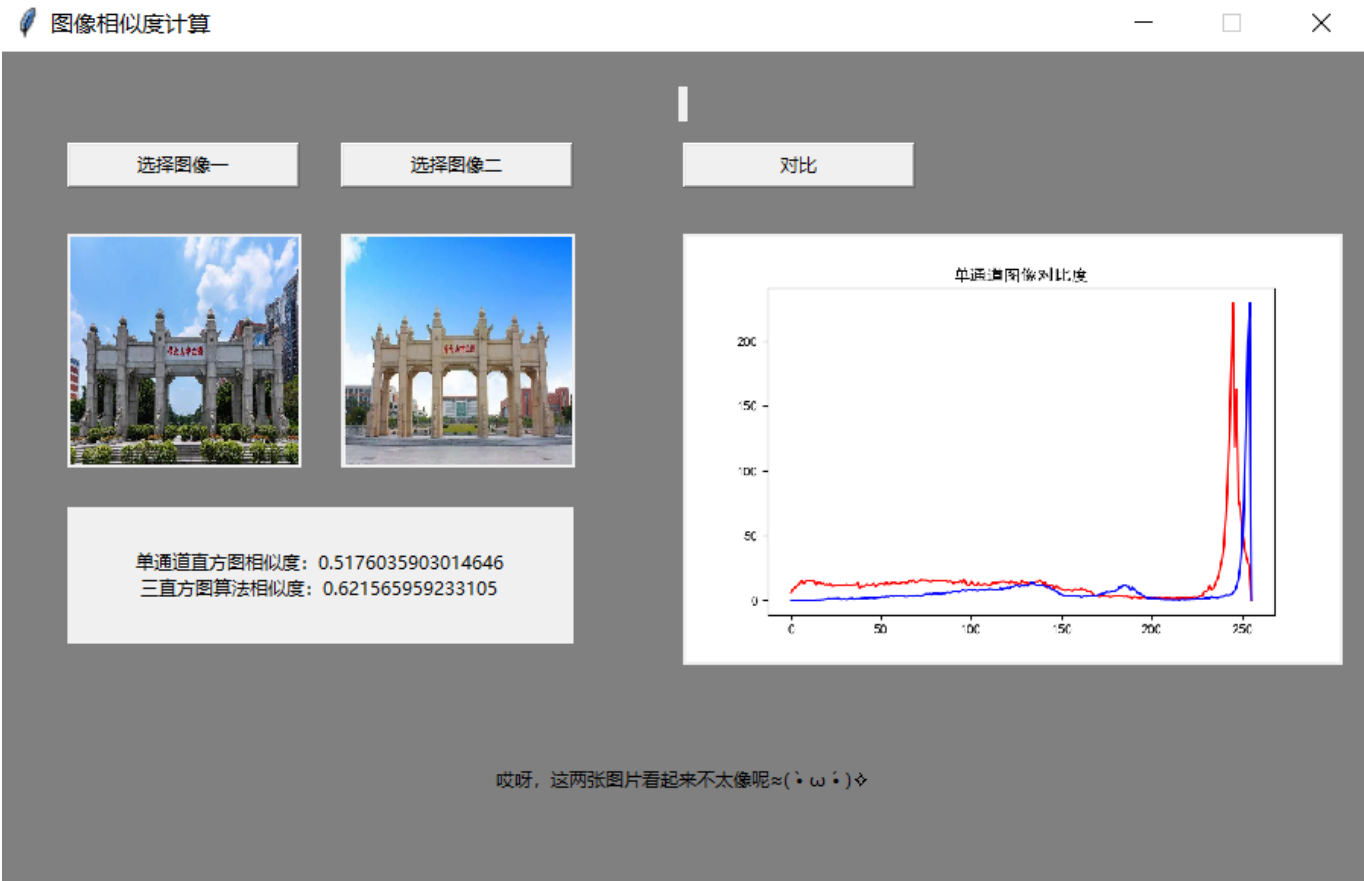 图像相似度计算
选择图像一
选择图像二
对比
单通道图像对比度
200
150
100
50
0
0
50
100
150
200
250
单通道直方图相似度：0.5176035903014646
三直方图算法相似度：0.621565959233105
哎呀，这两张图片看起来不太像呢≈(•̀ω•́)✧